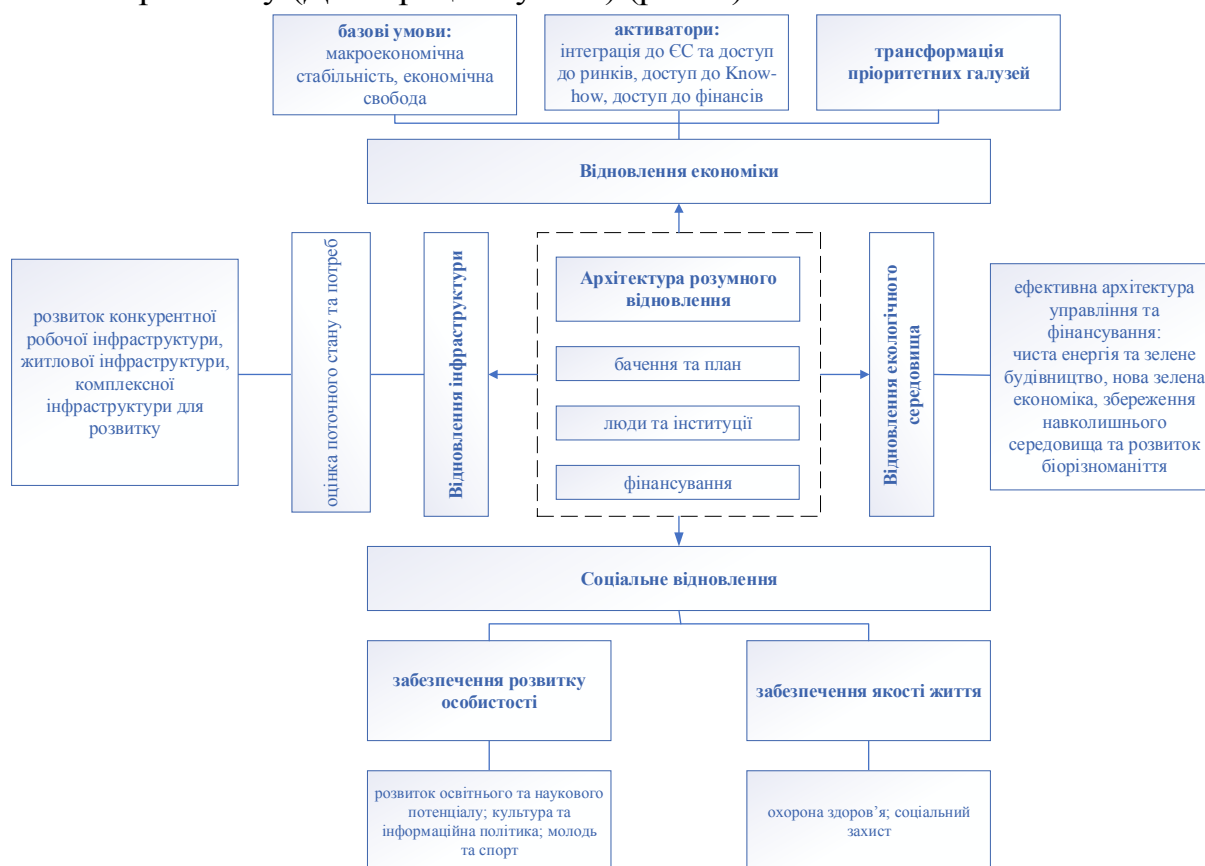 базові умови:
макроекономічна
стабільність, економічна
свобода
активатори:
інтеграція до ЄС та доступ
до ринків, доступ до Know-
how, доступ до фінансів
трансформація
пріоритетних галузей
Відновлення економіки
розвиток конкурентної
робочої інфраструктури,
житлової інфраструктури,
комплексної
інфраструктури для
розвитку
оцінка поточного стану та потреб
Відновлення інфраструктури
Архітектура розумного
відновлення
бачення та план
люди та інституції
фінансування
Відновлення екологічного
середовища
ефективна архітектура
управління та
фінансування:
чиста енергія та зелене
будівництво, нова зелена
економіка, збереження
навколишнього
середовища та розвиток
біорізноманіття
Соціальне відновлення
забезпечення розвитку
особистості
забезпечення якості життя
розвиток освітнього та наукового
потенціалу; культура та
інформаційна політика; молодь
та спорт
охорона здоров’я; соціальний
захист